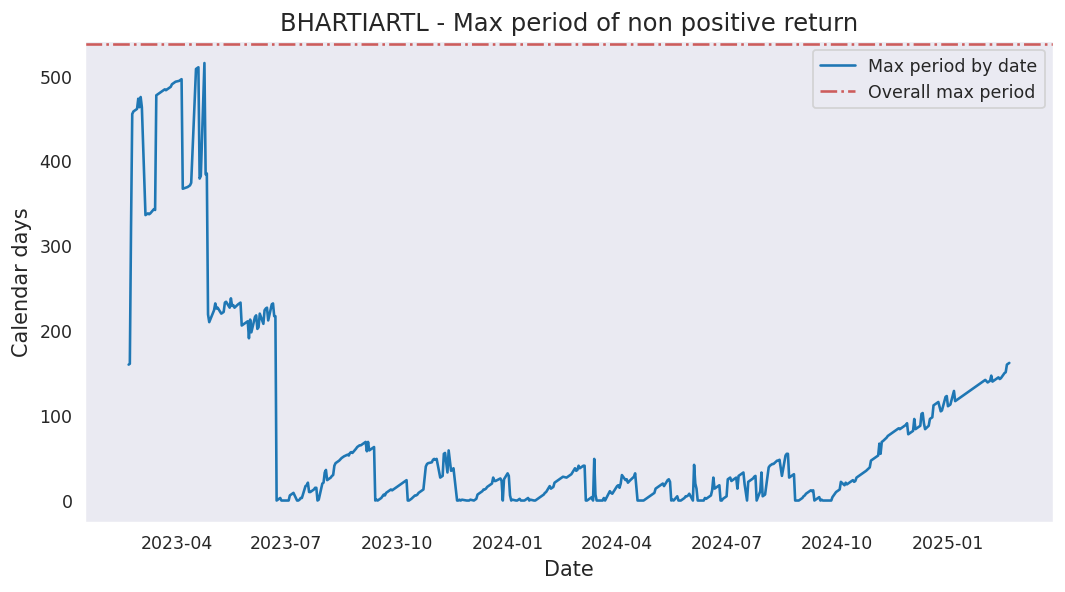 BHARTIARTL - Max period of non positive return
Max period by date
Overall max period
Calendar days
500
400
300
200
100
0
2023-04 2023-07 2023-10 2024-01 2024-04 2024-07 2024-10 2025-01
Date